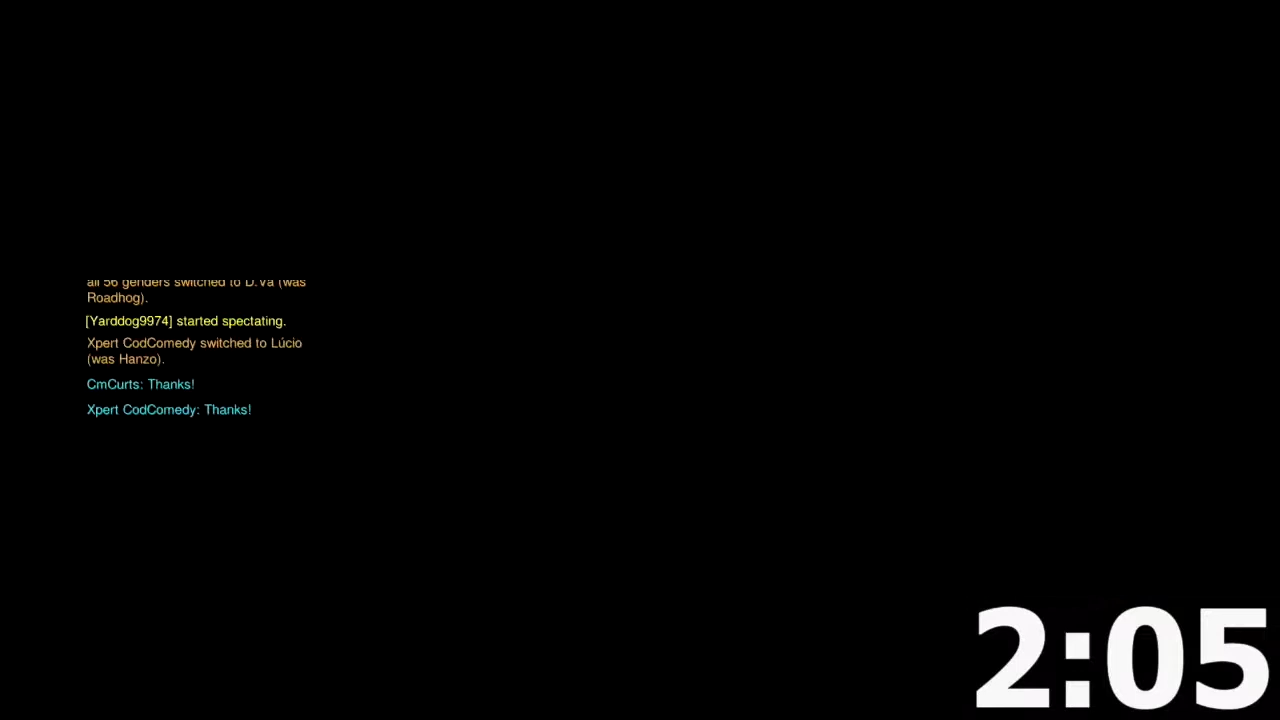 all 56 genders switched to D.Va (was
Roadhog).
[Yarddog9974] started spectating.
Xpert CodComedy switched to Lúcio
(was Hanzo).
CmCurts: Thanks!
Xpert CodComedy: Thanks!
2:05